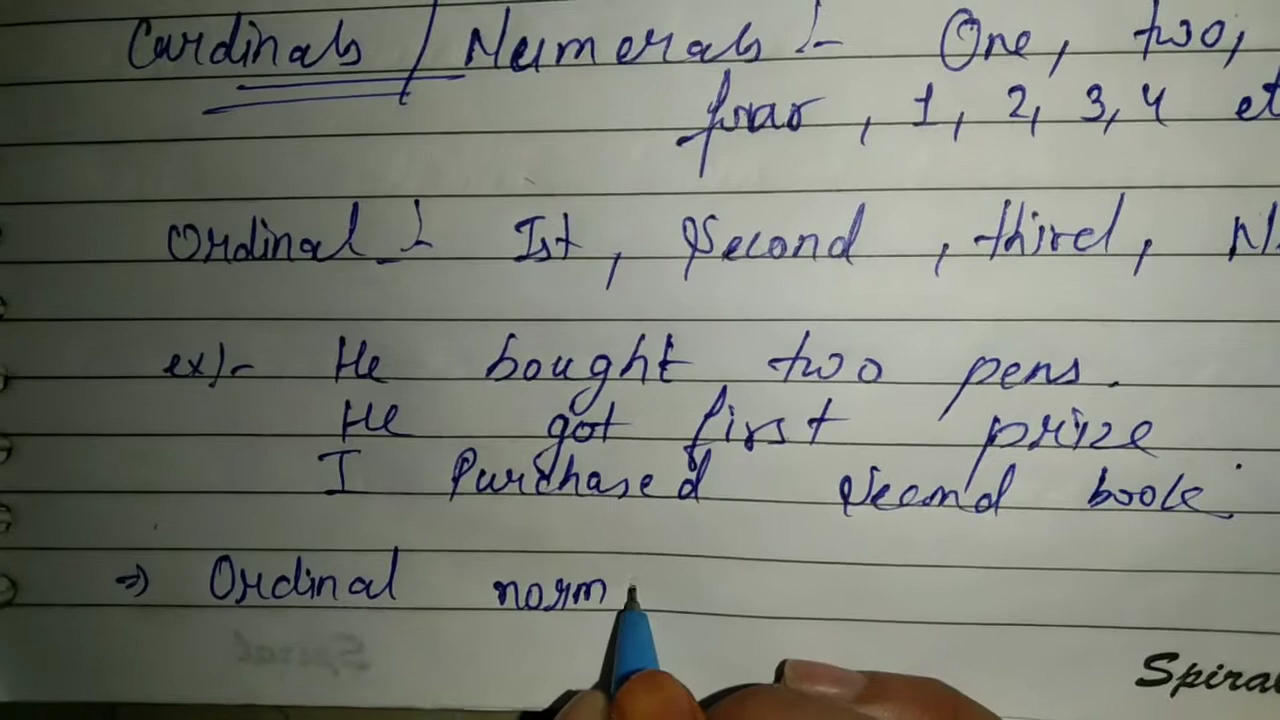 Cardinals / Numerals :- One, two,
four, 1, 2, 3, 4 et
Ordinal :- Ist, Second, third, N
ex:- He bought two pens.
He got first prize
I Purchased Second book.
⇒ Ordinal norm
Spiral